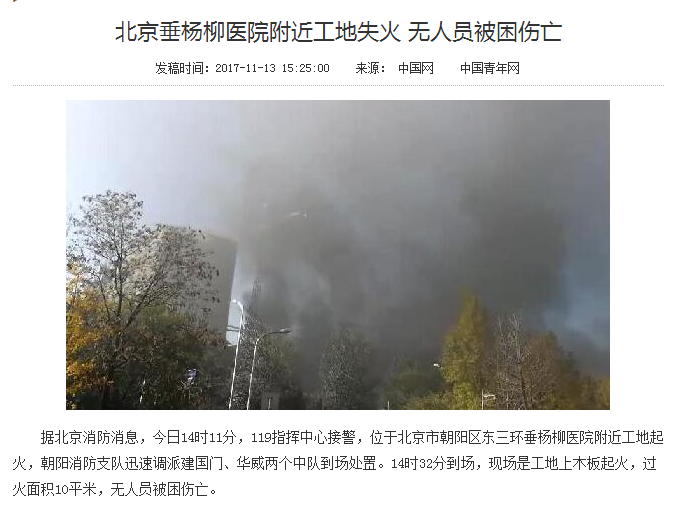 北京垂杨柳医院附近工地失火 无人员被困伤亡
发稿时间：2017-11-13 15:25:00 来源： 中国网 中国青年网
据北京消防消息，今日14时11分，119指挥中心接警，位于北京市朝阳区东三环垂杨柳医院附近工地起
火，朝阳消防支队迅速调派建国门、华威两个中队到场处置。14时32分到场，现场是工地上木板起火，过
火面积10平米，无人员被困伤亡。